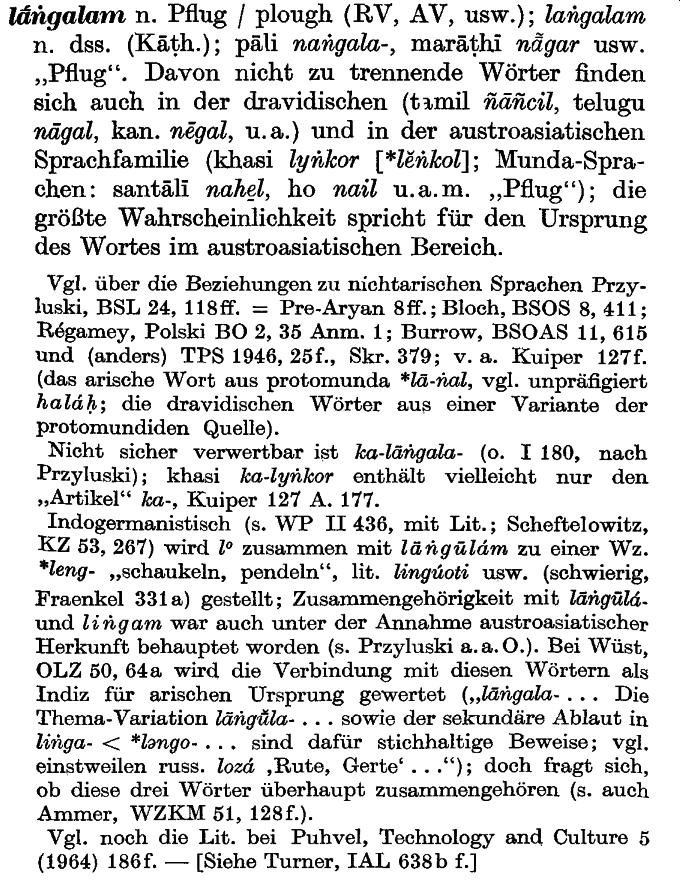 lā́ṅgalam n. Pflug / plough (RV, AV, usw.); laṅgalam
n. dss. (Kāṭh.); pāli naṅgala-, marāṭhī nā̃gar usw.
„Pflug“. Davon nicht zu trennende Wörter finden
sich auch in der dravidischen (tamil ñāñcil, telugu
nāgal, kan. nēgal, u.a.) und in der austroasiatischen
Sprachfamilie (khasi lyṅkor [*lĕṅkol]; Munda-Spra-
chen: santālī nahẹl, ho nail u.a.m. „Pflug“); die
größte Wahrscheinlichkeit spricht für den Ursprung
des Wortes im austroasiatischen Bereich.
Vgl. über die Beziehungen zu nichtarischen Sprachen Przy-
luski, BSL 24, 118ff. = Pre-Aryan 8ff.; Bloch, BSOS 8, 411;
Régamey, Polski BO 2, 35 Anm. 1; Burrow, BSOAS 11, 615
und (anders) TPS 1946, 25f., Skr. 379; v. a. Kuiper 127f.
(das arische Wort aus protomunda *lā-ṅal, vgl. unpräfigiert
haláḥ; die dravidischen Wörter aus einer Variante der
protomundiden Quelle).
Nicht sicher verwertbar ist ka-lāṅgala- (o. I 180, nach
Przyluski); khasi ka-lyṅkor enthält vielleicht nur den
„Artikel“ ka-, Kuiper 127 A. 177.
Indogermanistisch (s. WP II 436, mit Lit.; Scheftelowitz,
KZ 53, 267) wird l° zusammen mit lāṅgūlám zu einer Wz.
*leng- „schaukeln, pendeln“, lit. lingúoti usw. (schwierig,
Fraenkel 331a) gestellt; Zusammengehörigkeit mit lāṅgūlá-
und liṅgam war auch unter der Annahme austroasiatischer
Herkunft behauptet worden (s. Przyluski a.a.O.). Bei Wüst,
OLZ 50, 64a wird die Verbindung mit diesen Wörtern als
Indiz für arischen Ursprung gewertet („lāṅgala- . . . Die
Thema-Variation lāṅgū̆la- . . . sowie der sekundäre Ablaut in
liṅga- < *ləngo- . . . sind dafür stichhaltige Beweise; vgl.
einstweilen russ. lozá ‚Rute, Gerte‘ . . .“); doch fragt sich,
ob diese drei Wörter überhaupt zusammengehören (s. auch
Ammer, WZKM 51, 128f.).
Vgl. noch die Lit. bei Puhvel, Technology and Culture 5
(1964) 186f. — [Siehe Turner, IAL 638b f.]